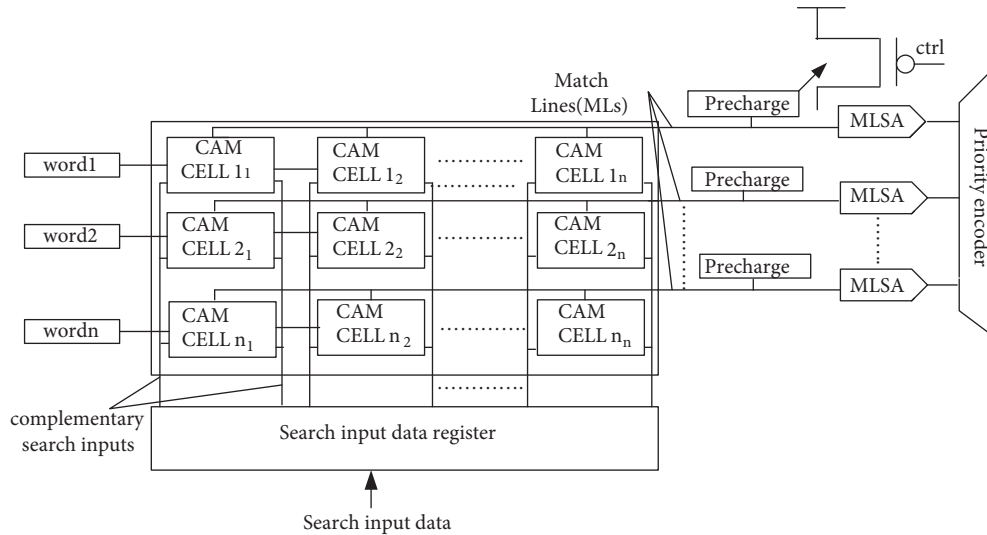 ctrl
Match
Lines(MLs)
Precharge
MLSA
word1
CAM
CELL 1₁
CAM
CELL 1₂
CAM
CELL 1ₙ
Precharge
MLSA
word2
CAM
CELL 2₁
CAM
CELL 2₂
CAM
CELL 2ₙ
Precharge
MLSA
wordn
CAM
CELL n₁
CAM
CELL n₂
CAM
CELL nₙ
Priority encoder
complementary
search inputs
Search input data register
Search input data